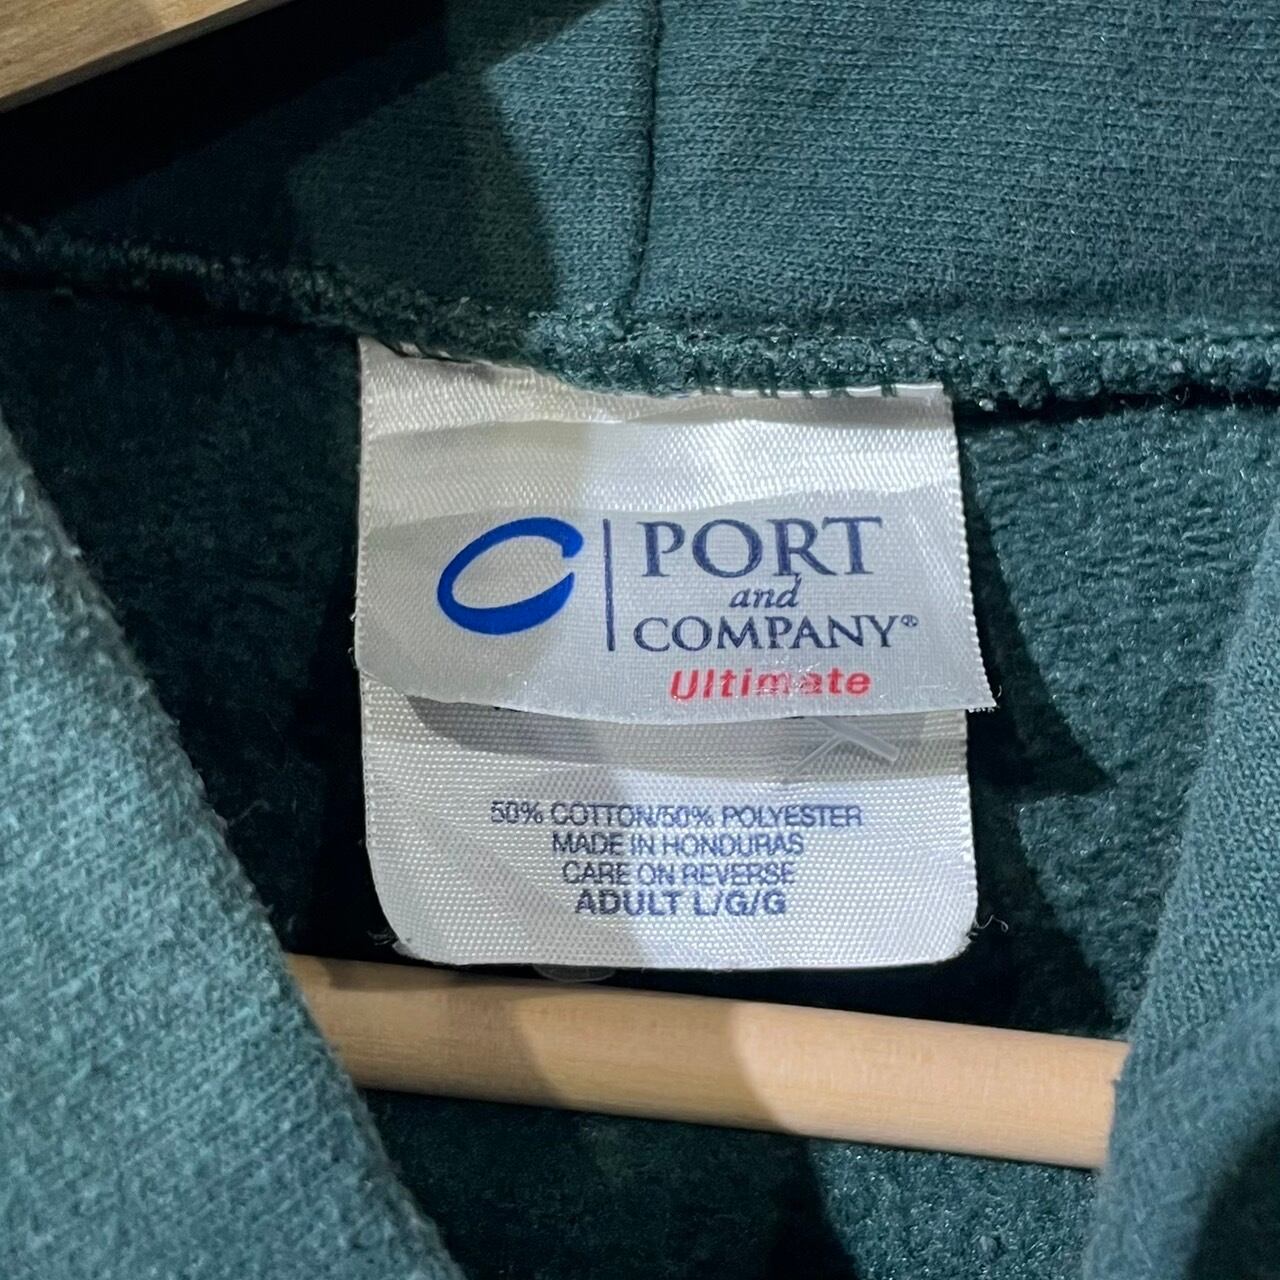 PORT
and
COMPANY®
Ultimate
50% COTTON/50% POLYESTER
MADE IN HONDURAS
CARE ON REVERSE
ADULT L/G/G